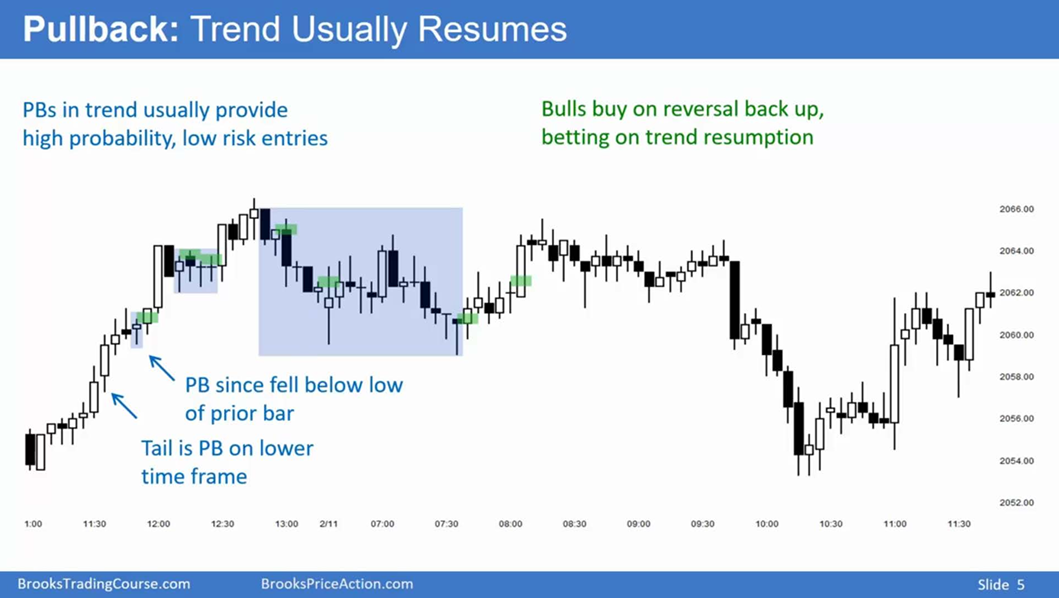 Pullback: Trend Usually Resumes
PBs in trend usually provide
high probability, low risk entries
Bulls buy on reversal back up,
betting on trend resumption
2066.00
2064.00
2062.00
2060.00
2058.00
2056.00
2054.00
2052.00
PB since fell below low
of prior bar
Tail is PB on lower
time frame
1:00 11:30 12:00 12:30 13:00 2/11 07:00 07:30 08:00 08:30 09:00 09:30 10:00 10:30 11:00 11:30
BrooksTradingCourse.com BrooksPriceAction.com Slide 5